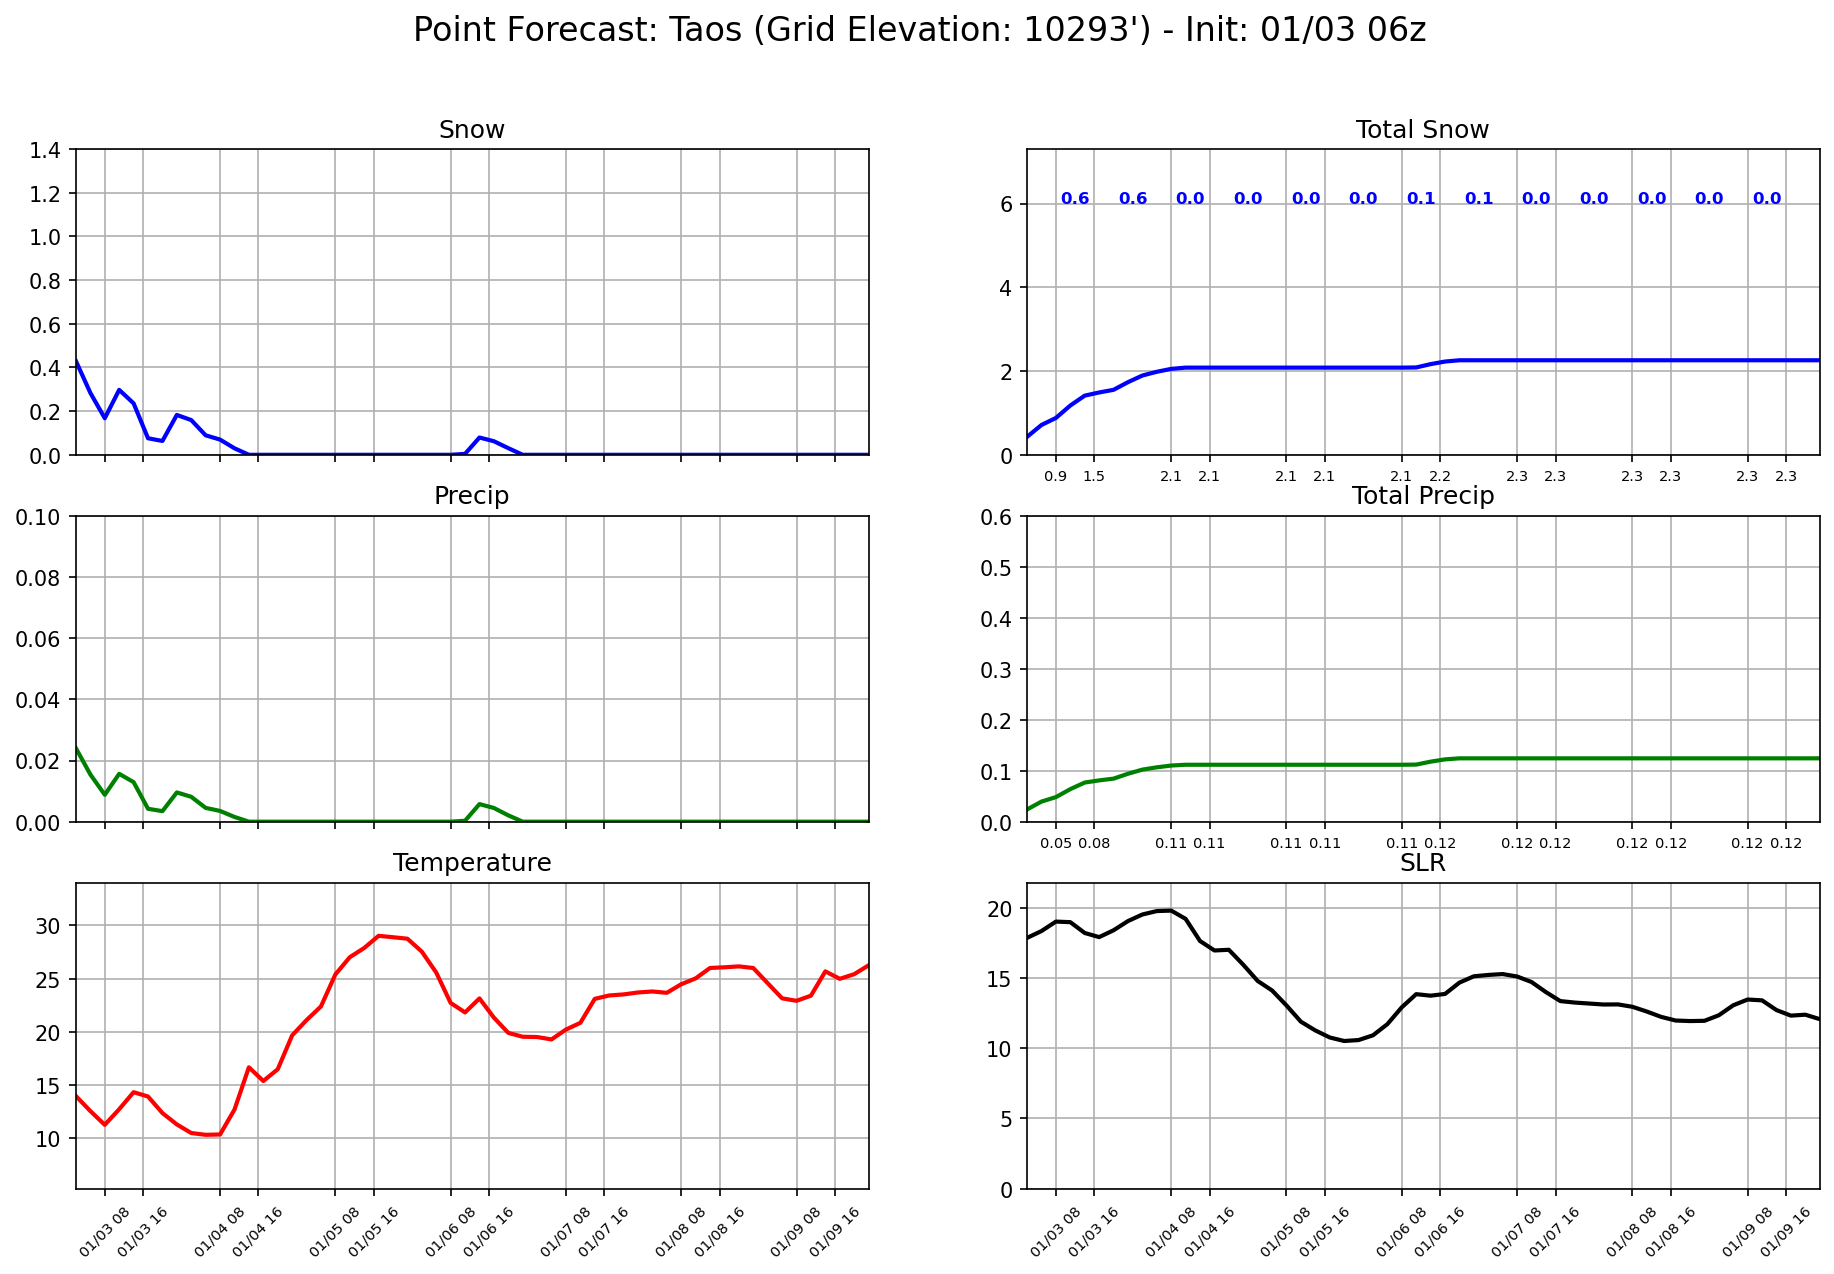 Point Forecast: Taos (Grid Elevation: 10293') - Init: 01/03 06z
Snow
1.4
1.2
1.0
0.8
0.6
0.4
0.2
0.0
Total Snow
6
4
2
0
0.6 0.6 0.0 0.0 0.0 0.0 0.1 0.1 0.0 0.0 0.0 0.0 0.0
0.9 1.5 2.1 2.1 2.1 2.1 2.1 2.2 2.3 2.3 2.3 2.3 2.3 2.3
Precip
0.10
0.08
0.06
0.04
0.02
0.00
Total Precip
0.6
0.5
0.4
0.3
0.2
0.1
0.0
0.05 0.08 0.11 0.11 0.11 0.11 0.11 0.12 0.12 0.12 0.12 0.12 0.12 0.12
Temperature
30
25
20
15
10
01/03 08 01/03 16 01/04 08 01/04 16 01/05 08 01/05 16 01/06 08 01/06 16 01/07 08 01/07 16 01/08 08 01/08 16 01/09 08 01/09 16
SLR
20
15
10
5
0
01/03 08 01/03 16 01/04 08 01/04 16 01/05 08 01/05 16 01/06 08 01/06 16 01/07 08 01/07 16 01/08 08 01/08 16 01/09 08 01/09 16